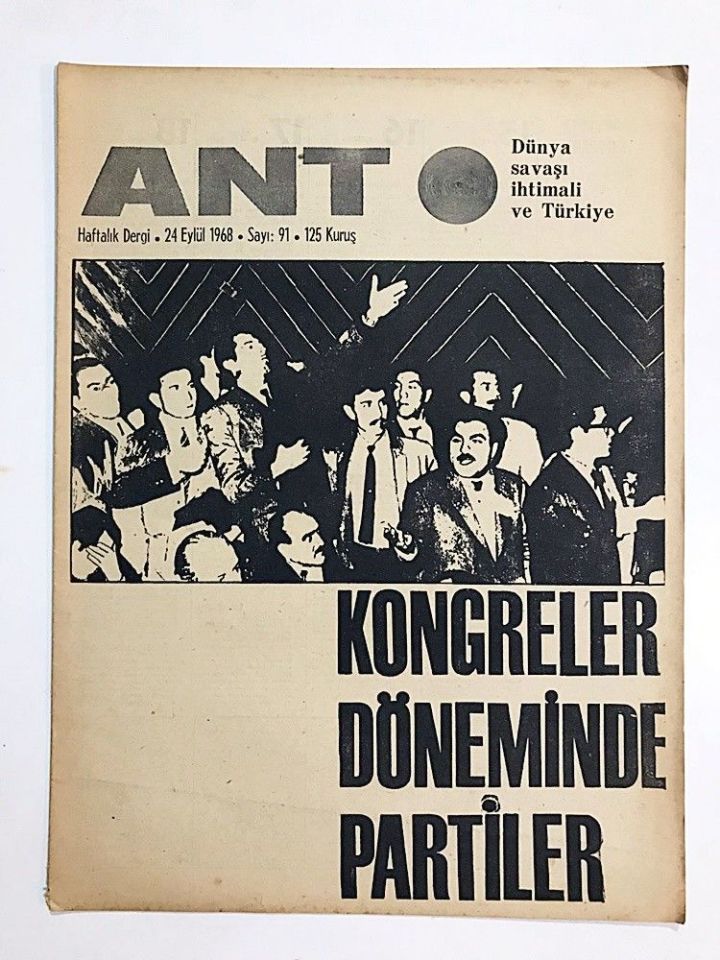 ANT
Dünya
savaşı
ihtimali
ve Türkiye
Haftalık Dergi • 24 Eylül 1968 • Sayı: 91 • 125 Kuruş
KONGRELER
DÖNEMİNDE
PARTİLER